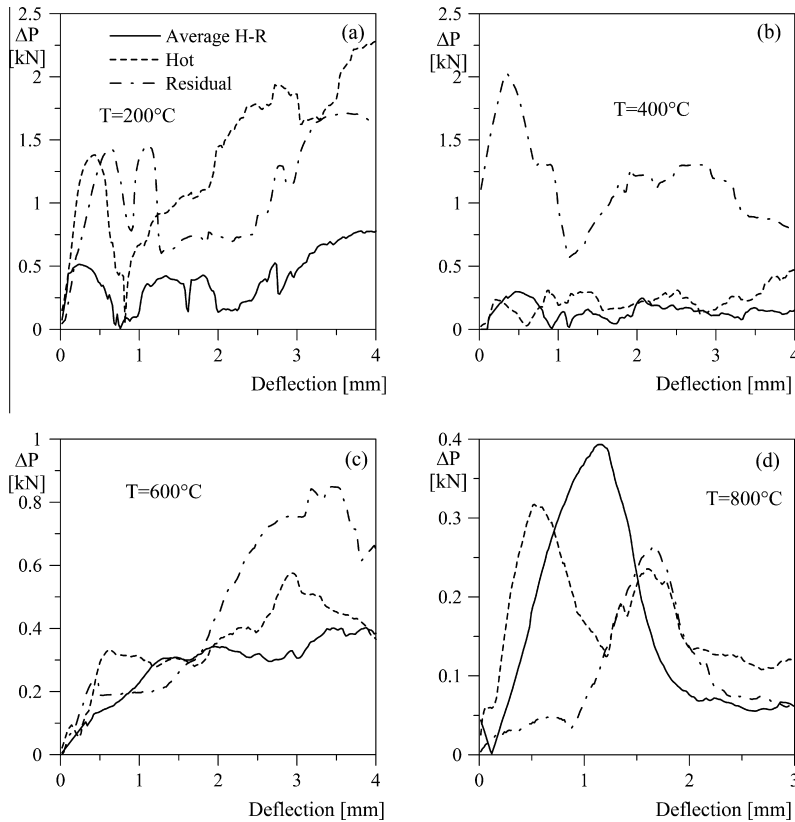 2.5
ΔP
[kN]
2
1.5
1
0.5
0
(a)
Average H-R
Hot
Residual
T=200°C
0 1 2 3 4
Deflection [mm]
2.5
ΔP
[kN]
2
1.5
1
0.5
0
(b)
T=400°C
0 1 2 3 4
Deflection [mm]
1
ΔP
[kN]
0.8
0.6
0.4
0.2
0
(c)
T=600°C
0 1 2 3 4
Deflection [mm]
0.4
ΔP
[kN]
0.3
0.2
0.1
0
(d)
T=800°C
0 1 2 3
Deflection [mm]